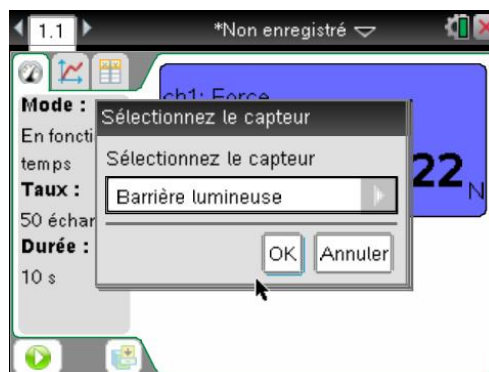 1.1
*Non enregistré
Mode :
En foncti
temps
Taux :
50 échar
Durée :
10 s
ch1: Force
22 N
Sélectionnez le capteur
Sélectionnez le capteur
Barrière lumineuse
OK Annuler